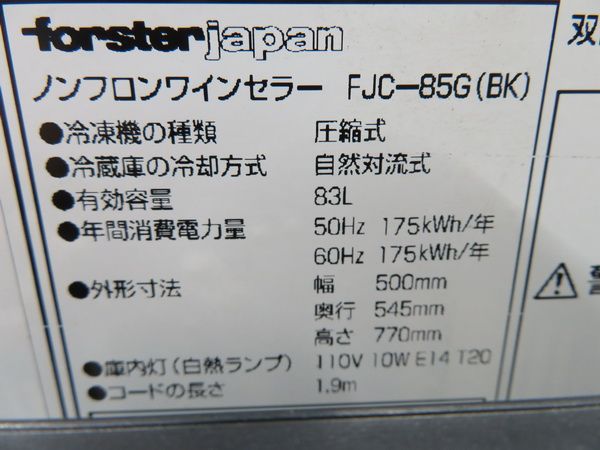 forsterjapan
ノンフロンワインセラー FJC-85G(BK)
●冷凍機の種類 圧縮式
●冷蔵庫の冷却方式 自然対流式
●有効容量 83L
●年間消費電力量 50Hz 175kWh/年
60Hz 175kWh/年
●外形寸法 幅 500mm
奥行 545mm
高さ 770mm
●庫内灯(白熱ランプ) 110V 10W E14 T20
●コードの長さ 1.9m
双